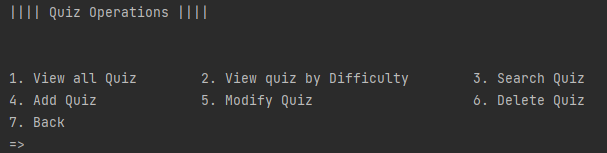 |||| Quiz Operations ||||
1. View all Quiz 2. View quiz by Difficulty 3. Search Quiz
4. Add Quiz 5. Modify Quiz 6. Delete Quiz
7. Back
=>